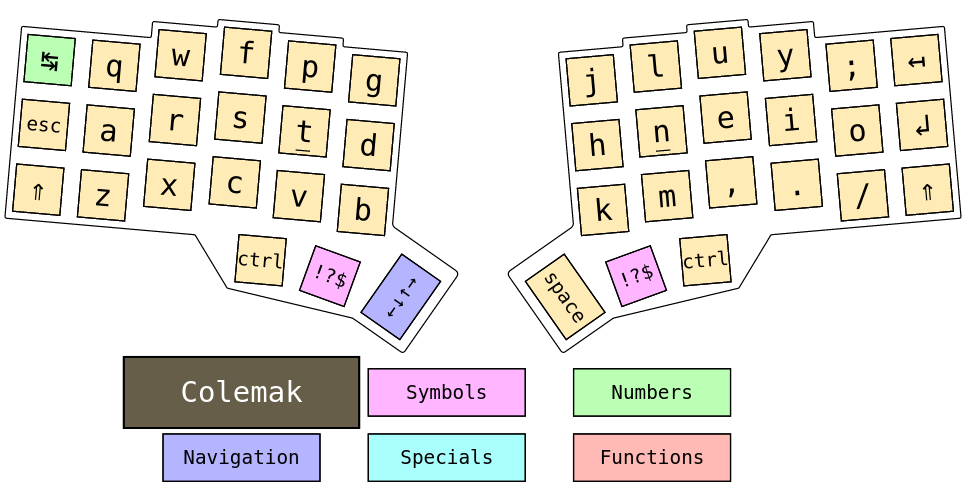 ↹ q w f p g j l u y ; ↤
esc a r s t d h n e i o ↲
⇑ z x c v b k m , . / ⇑
ctrl !?$ ↑←→↓ space !?$ ctrl
Colemak Symbols Numbers
Navigation Specials Functions